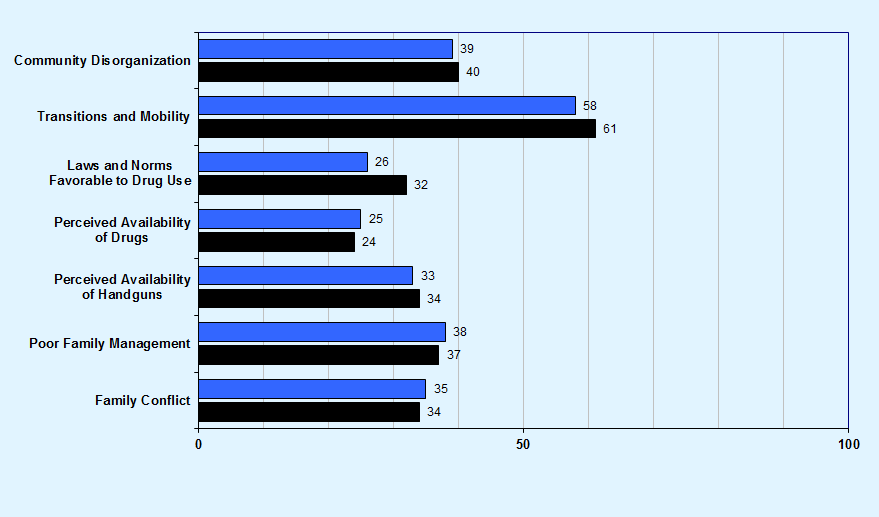 Community Disorganization
39
40
Transitions and Mobility
58
61
Laws and Norms
Favorable to Drug Use
26
32
Perceived Availability
of Drugs
25
24
Perceived Availability
of Handguns
33
34
Poor Family Management
38
37
Family Conflict
35
34
0 50 100